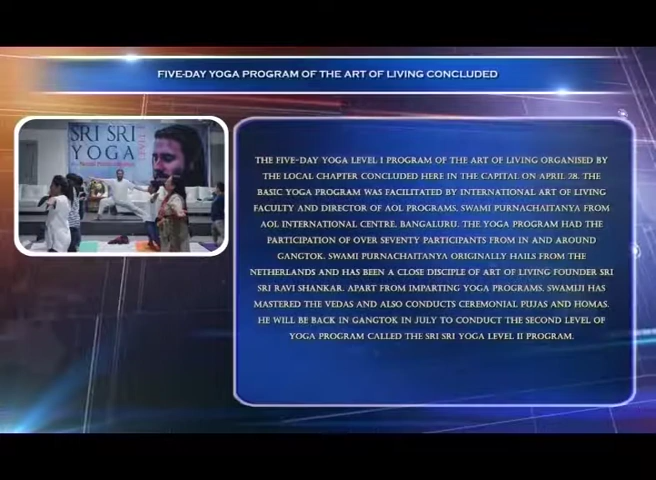 FIVE-DAY YOGA PROGRAM OF THE ART OF LIVING CONCLUDED
SRI SRI
YOGA
THE FIVE-DAY YOGA LEVEL I PROGRAM OF THE ART OF LIVING ORGANISED BY
THE LOCAL CHAPTER CONCLUDED HERE IN THE CAPITAL ON APRIL 28. THE
BASIC YOGA PROGRAM WAS FACILITATED BY INTERNATIONAL ART OF LIVING
FACULTY AND DIRECTOR OF AOL PROGRAMS, SWAMI PURNACHAITANYA FROM
AOL INTERNATIONAL CENTRE, BANGALURU. THE YOGA PROGRAM HAD THE
PARTICIPATION OF OVER SEVENTY PARTICIPANTS FROM IN AND AROUND
GANGTOK. SWAMI PURNACHAITANYA ORIGINALLY HAILS FROM THE
NETHERLANDS AND HAS BEEN A CLOSE DISCIPLE OF ART OF LIVING FOUNDER SRI
SRI RAVI SHANKAR. APART FROM IMPARTING YOGA PROGRAMS, SWAMIJI HAS
MASTERED THE VEDAS AND ALSO CONDUCTS CEREMONIAL PUJAS AND HOMAS.
HE WILL BE BACK IN GANGTOK IN JULY TO CONDUCT THE SECOND LEVEL OF
YOGA PROGRAM CALLED THE SRI SRI YOGA LEVEL II PROGRAM.